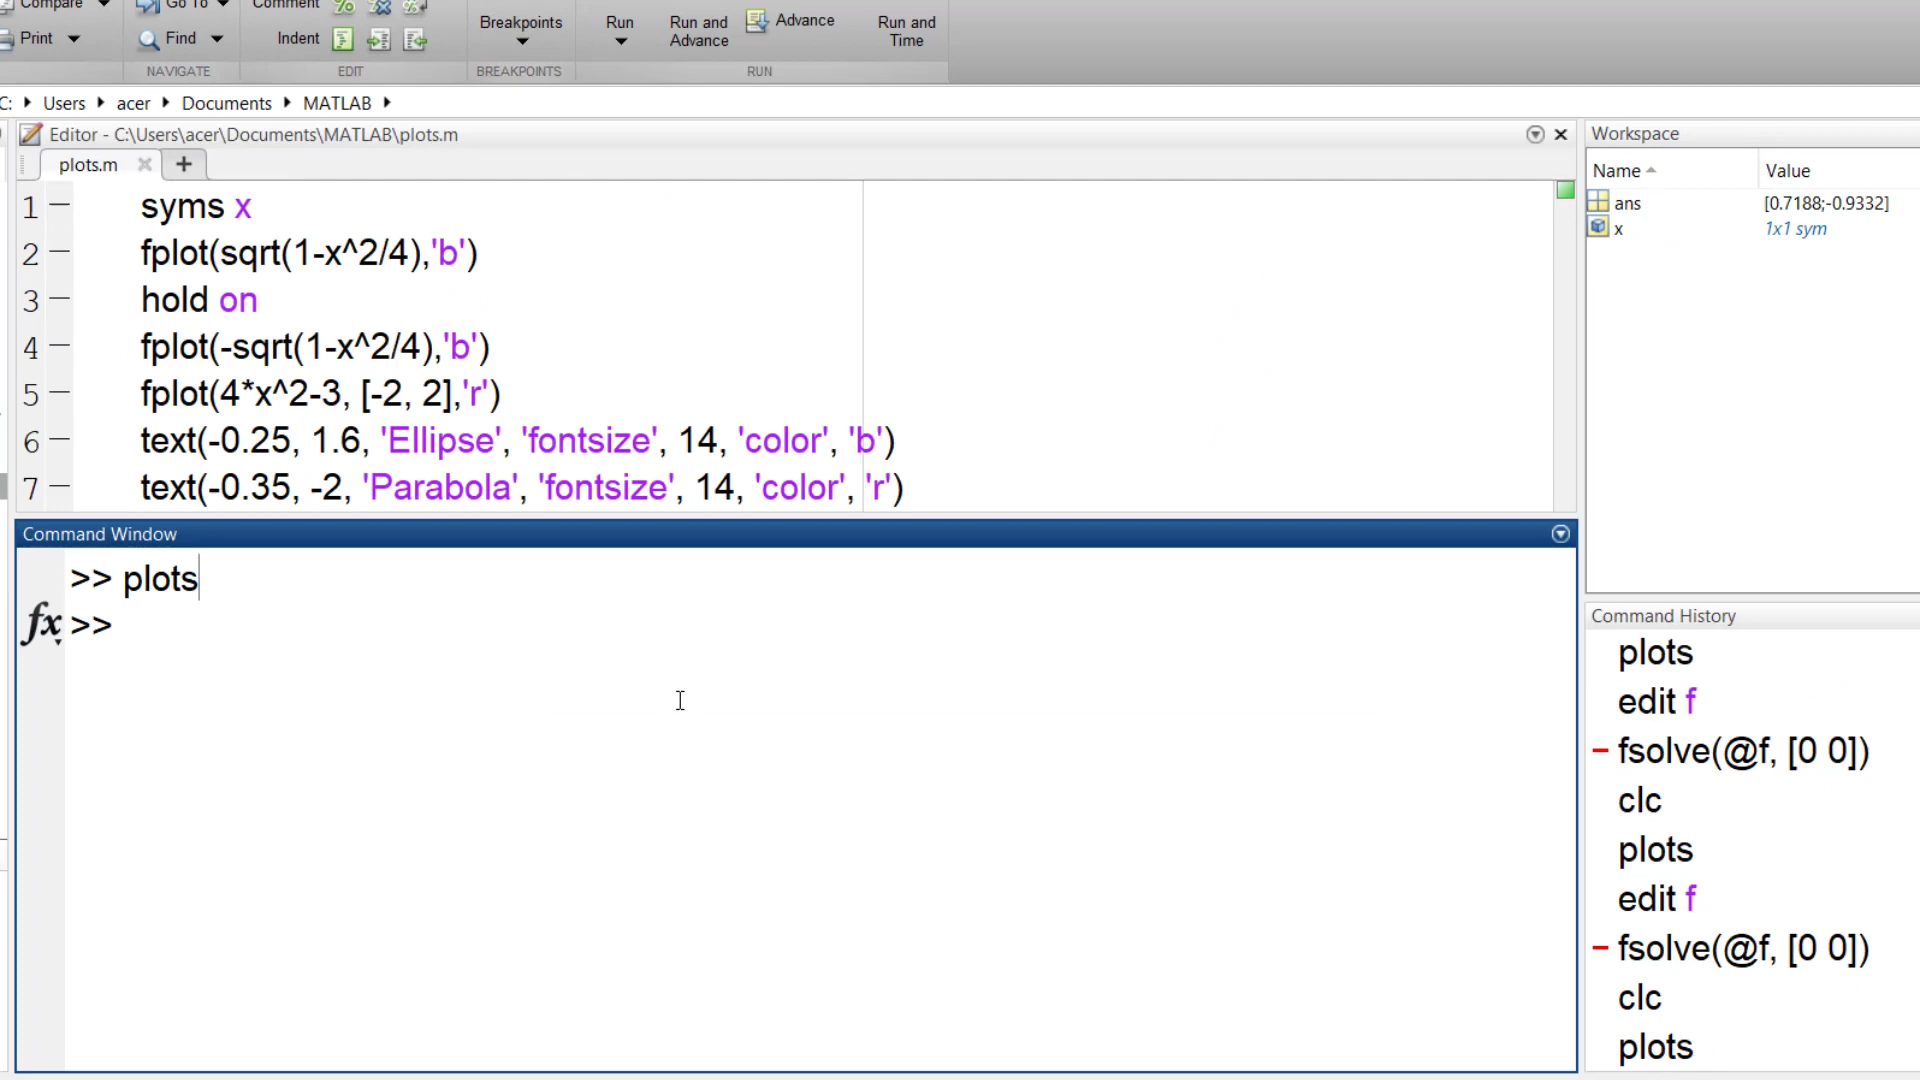 Compare
Go To
Comment
Print
Find
Indent
Breakpoints
Run
Run and
Advance
Advance
Run and
Time
NAVIGATE
EDIT
BREAKPOINTS
RUN
C: Users acer Documents MATLAB
Editor - C:\Users\acer\Documents\MATLAB\plots.m
plots.m
1 syms x
2 fplot(sqrt(1-x^2/4),'b')
3 hold on
4 fplot(-sqrt(1-x^2/4),'b')
5 fplot(4*x^2-3, [-2, 2],'r')
6 text(-0.25, 1.6, 'Ellipse', 'fontsize', 14, 'color', 'b')
7 text(-0.35, -2, 'Parabola', 'fontsize', 14, 'color', 'r')
Command Window
>> plots
fx >>
Workspace
Name Value
ans [0.7188;-0.9332]
x 1x1 sym
Command History
plots
edit f
fsolve(@f, [0 0])
clc
plots
edit f
fsolve(@f, [0 0])
clc
plots